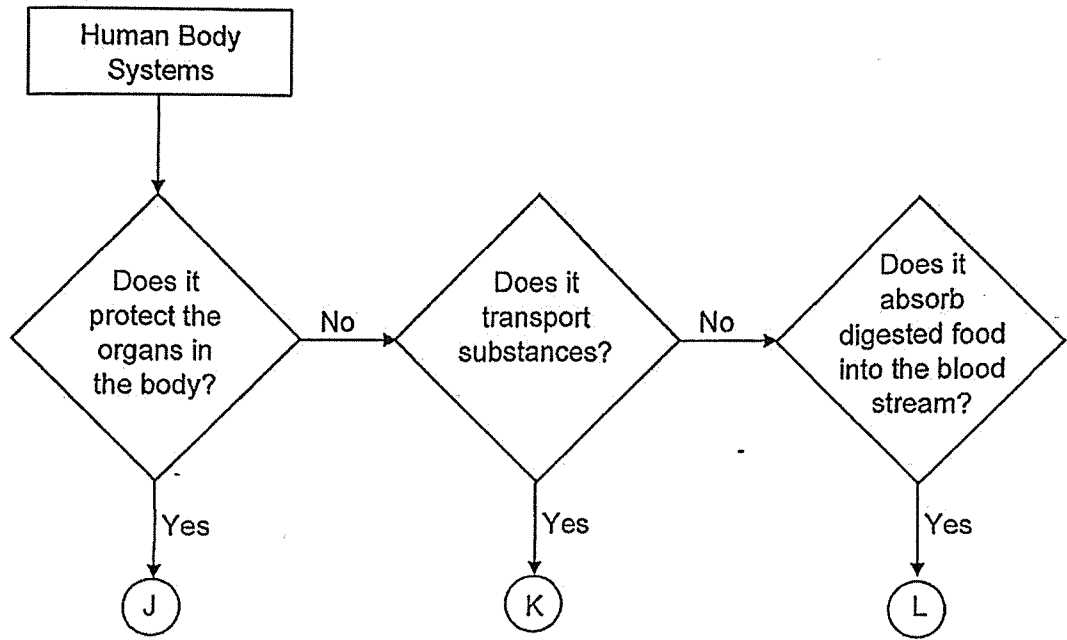 Human Body
Systems
Does it
protect the
organs in
the body?
No
Does it
transport
substances?
No
Does it
absorb
digested food
into the blood
stream?
Yes
Yes
Yes
J
K
L